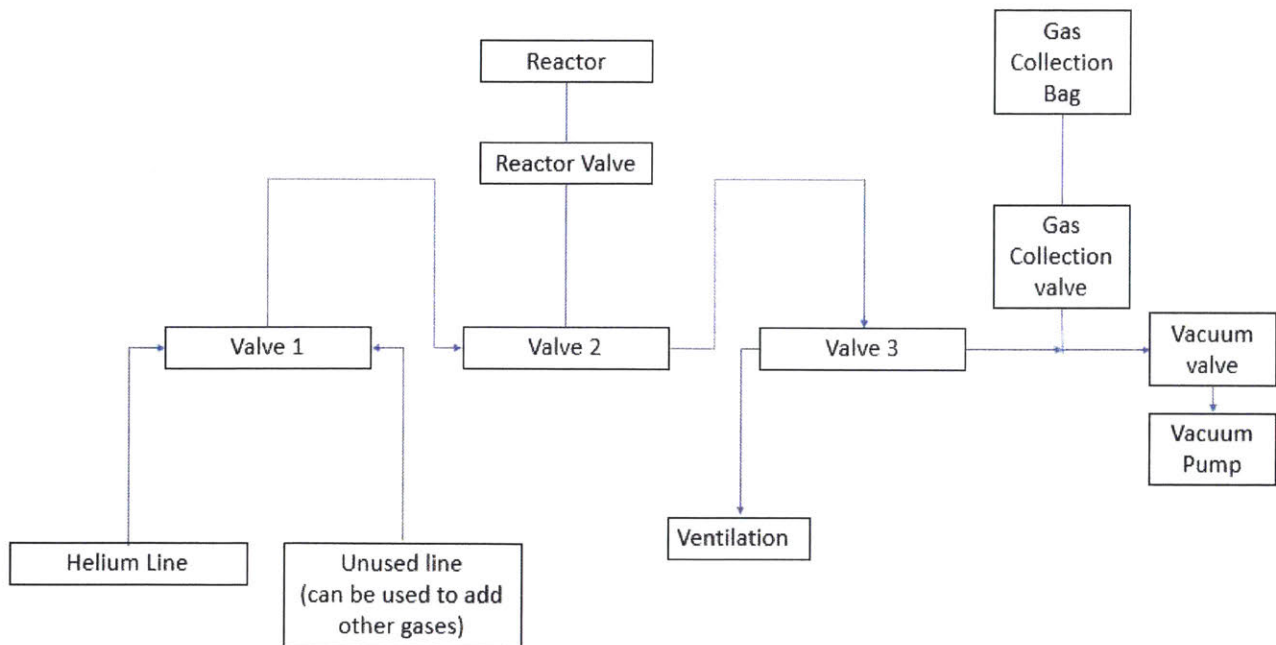 Reactor
Gas
Collection
Bag
Reactor Valve
Gas
Collection
valve
Valve 1
Valve 2
Valve 3
Vacuum
valve
Vacuum
Pump
Ventilation
Helium Line
Unused line
(can be used to add
other gases)